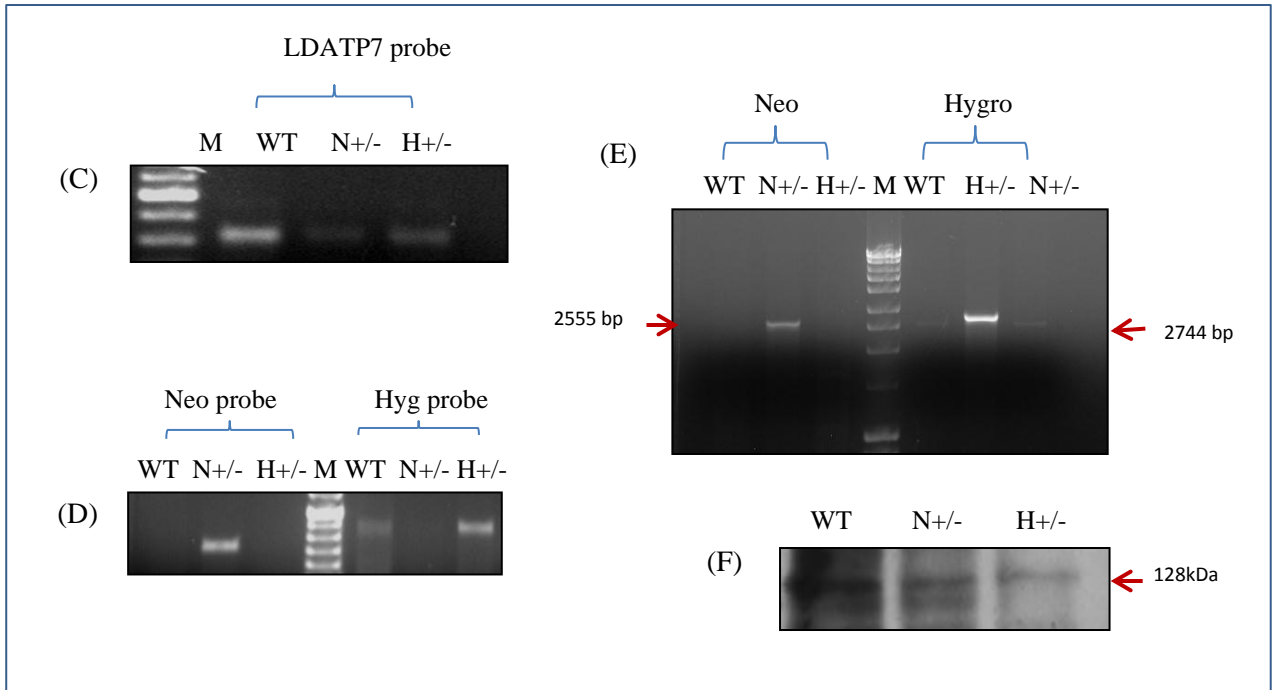 LDATP7 probe
M WT N+/- H+/-
(C)
Neo probe Hyg probe
WT N+/- H+/- M WT N+/- H+/-
(D)
Neo Hygro
(E)
WT N+/- H+/- M WT H+/- N+/-
2555 bp
2744 bp
WT N+/- H+/-
(F)
128kDa